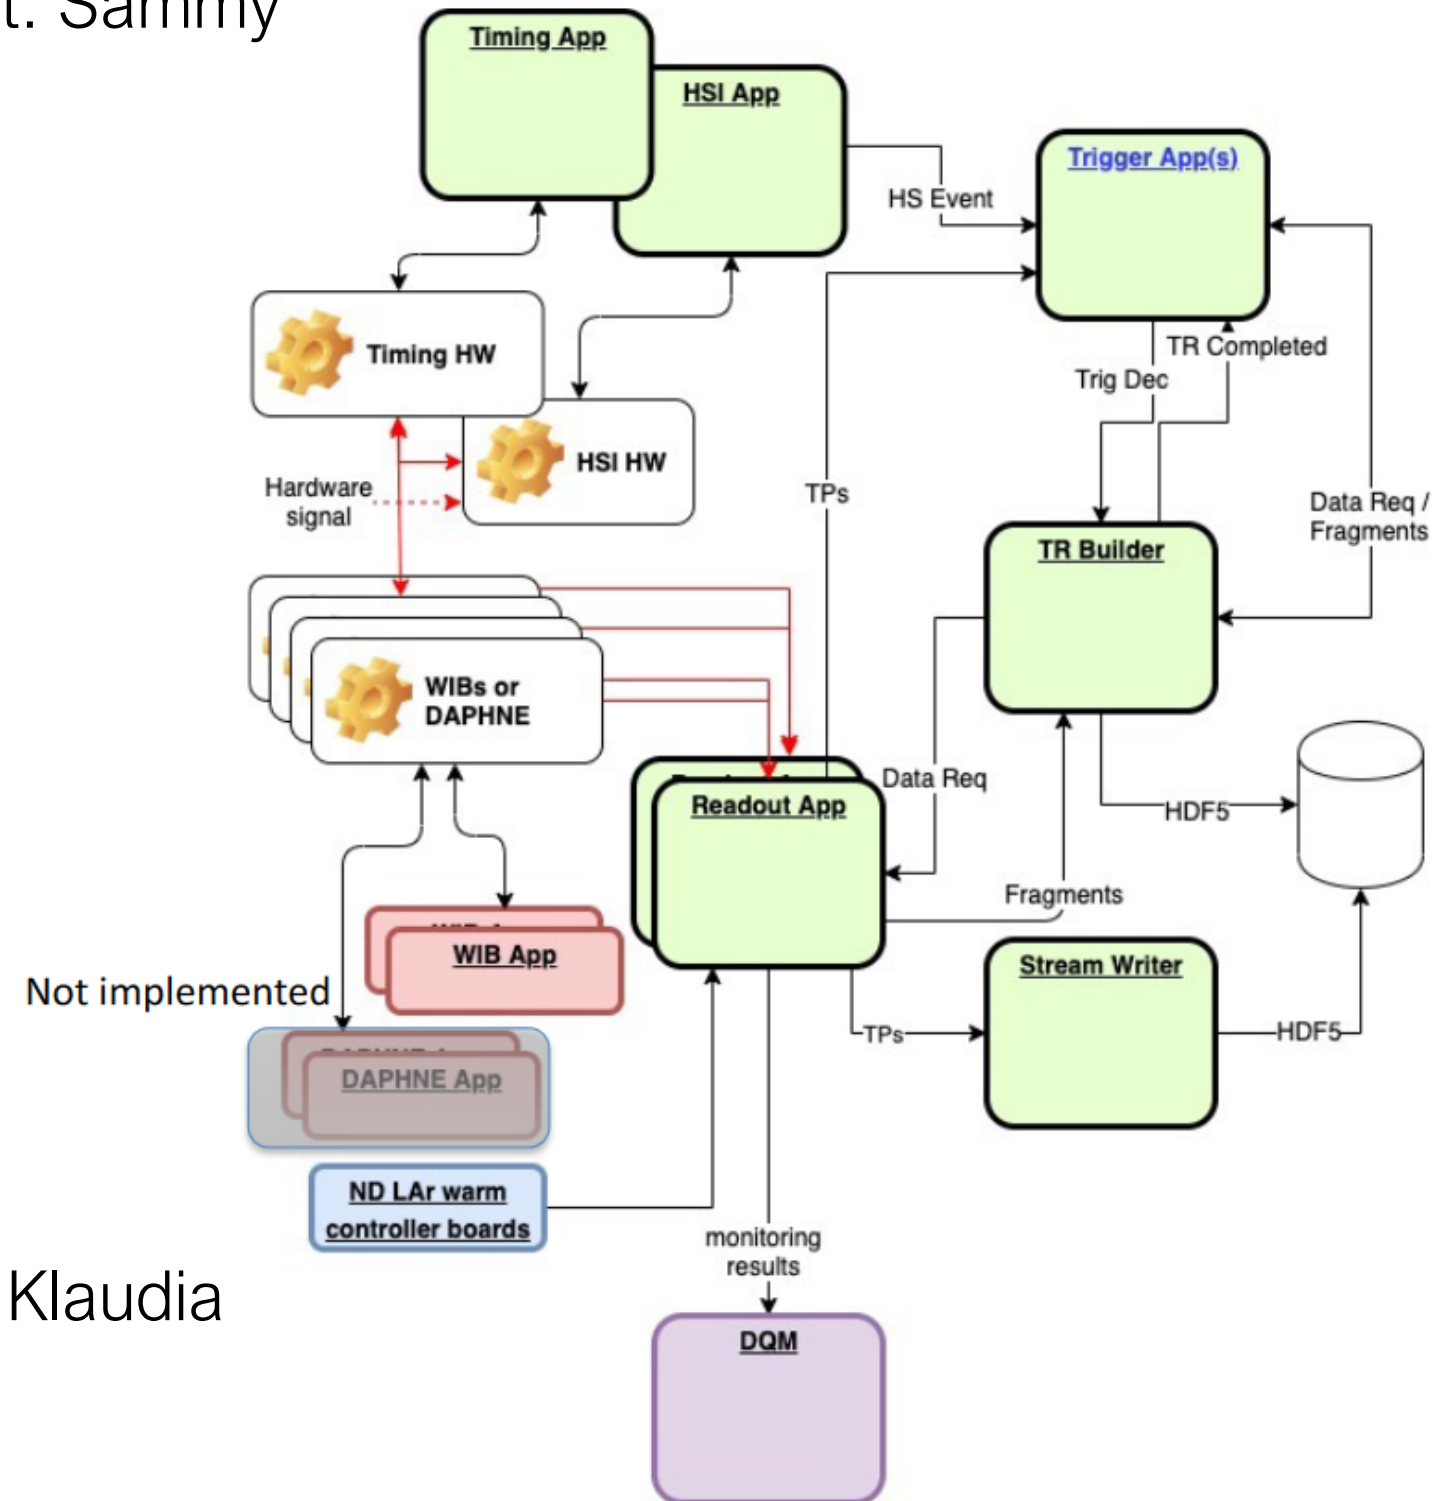 t. Sammy
Timing App
HSI App
Trigger App(s)
HS Event
Timing HW
TR Completed
Trig Dec
HSI HW
Hardware
signal
TPs
Data Req /
Fragments
TR Builder
WIBs or
DAPHNE
Data Req
Readout App
HDF5
Fragments
WIB App
Stream Writer
Not implemented
TPs
HDF5
DAPHNE App
ND LAr warm
controller boards
monitoring
results
Klaudia
DQM